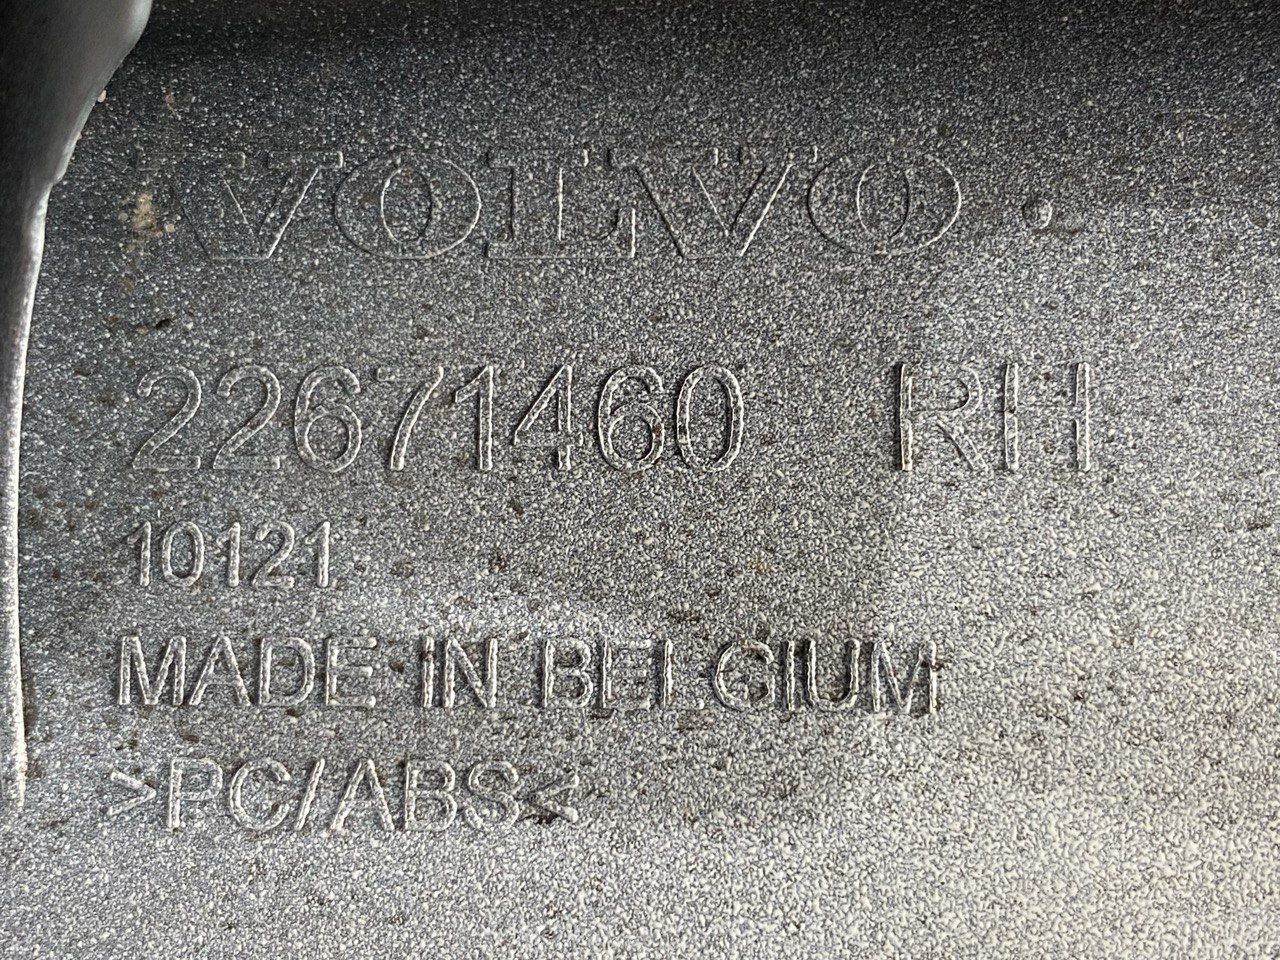 VOLVO
22671460 RH
10121
MADE IN BELGIUM
>PC/ABS<